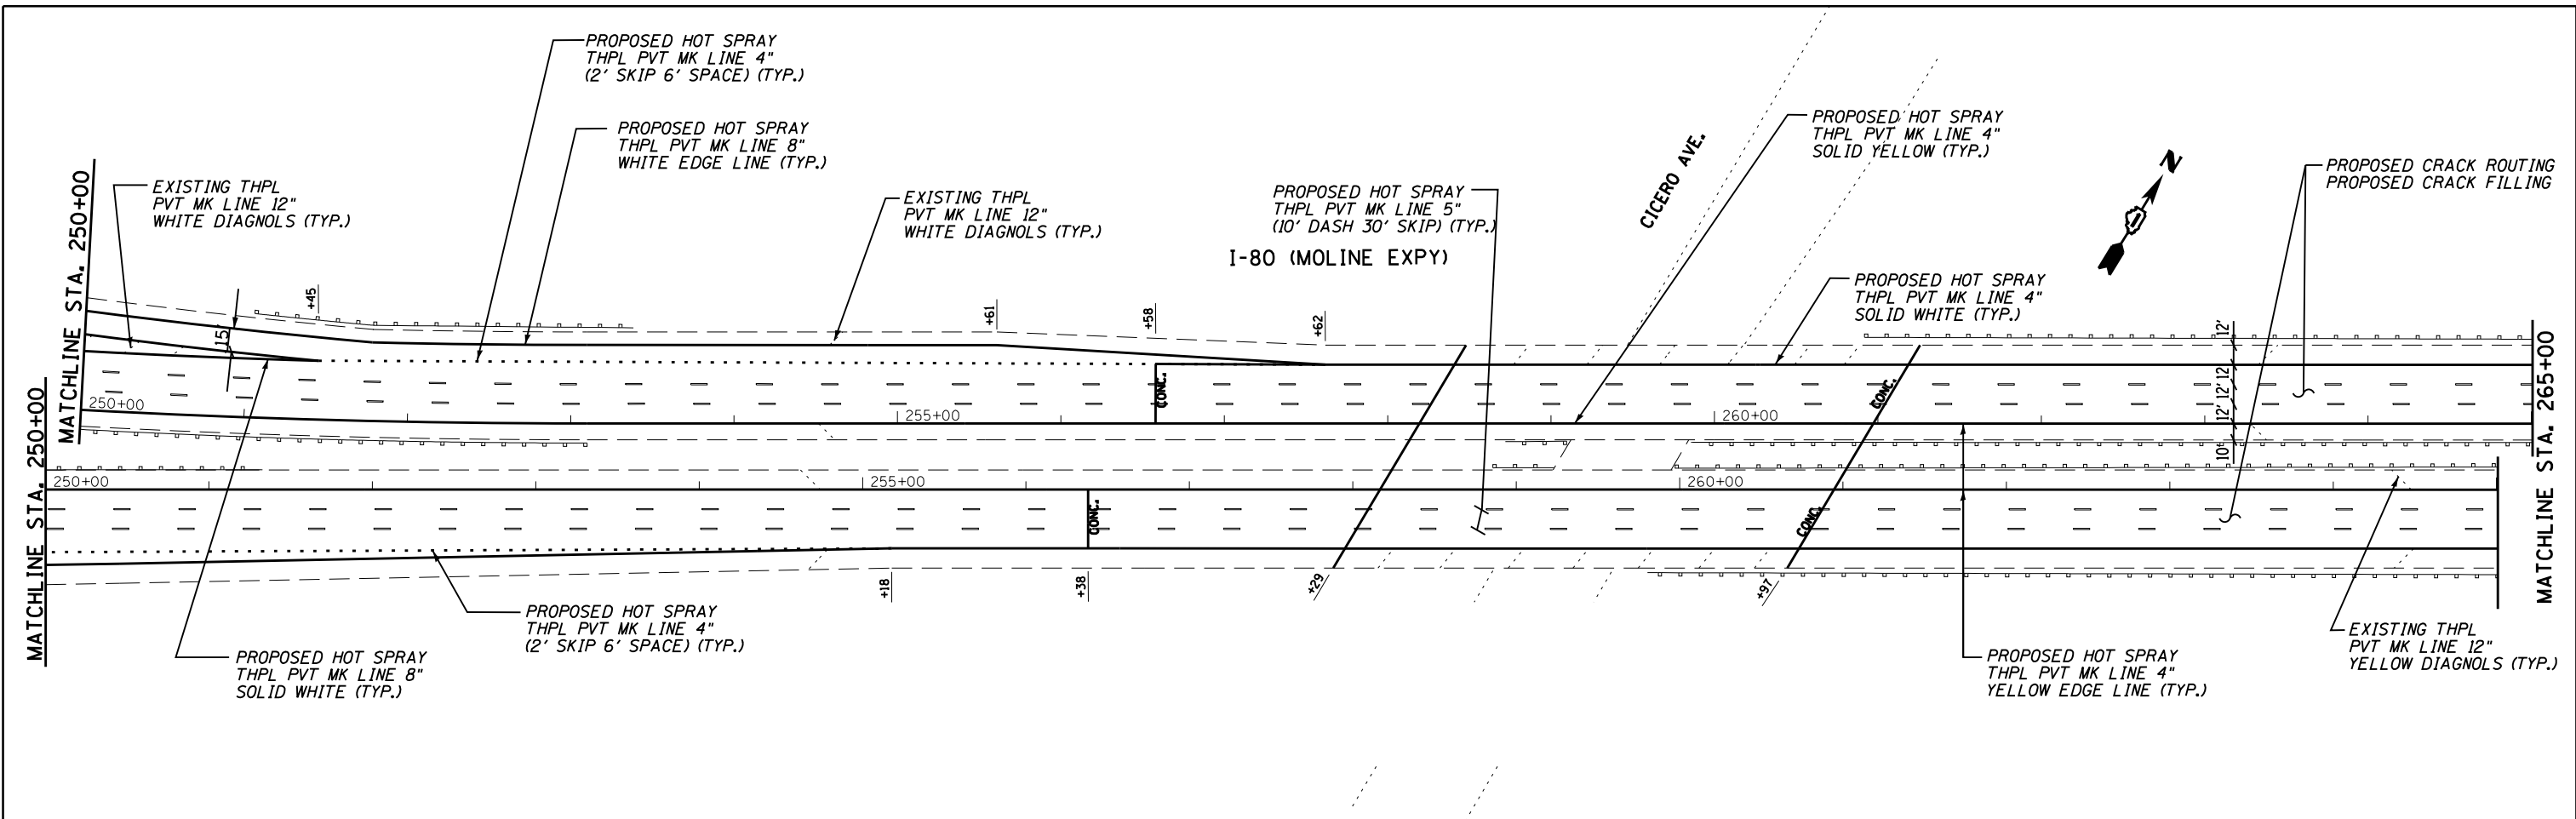 PROPOSED HOT SPRAY
THPL PVT MK LINE 4"
(2' SKIP 6' SPACE) (TYP.)
PROPOSED HOT SPRAY
THPL PVT MK LINE 8"
WHITE EDGE LINE (TYP.)
EXISTING THPL
PVT MK LINE 12"
WHITE DIAGNOLS (TYP.)
EXISTING THPL
PVT MK LINE 12"
WHITE DIAGNOLS (TYP.)
PROPOSED HOT SPRAY
THPL PVT MK LINE 5"
(10' DASH 30' SKIP) (TYP.)
I-80 (MOLINE EXPY)
CICERO AVE.
PROPOSED HOT SPRAY
THPL PVT MK LINE 4"
SOLID YELLOW (TYP.)
N
PROPOSED CRACK ROUTING
PROPOSED CRACK FILLING
PROPOSED HOT SPRAY
THPL PVT MK LINE 4"
SOLID WHITE (TYP.)
MATCHLINE STA. 250+00
MATCHLINE STA. 250+00
15'
+45
+61
+58
+62
12'
12'
12'
12'
10'
CONC.
CONC.
250+00
255+00
260+00
MATCHLINE STA. 265+00
250+00
255+00
260+00
CONC.
CONC.
+18
+38
+29
+97
PROPOSED HOT SPRAY
THPL PVT MK LINE 4"
(2' SKIP 6' SPACE) (TYP.)
PROPOSED HOT SPRAY
THPL PVT MK LINE 8"
SOLID WHITE (TYP.)
PROPOSED HOT SPRAY
THPL PVT MK LINE 4"
YELLOW EDGE LINE (TYP.)
EXISTING THPL
PVT MK LINE 12"
YELLOW DIAGNOLS (TYP.)